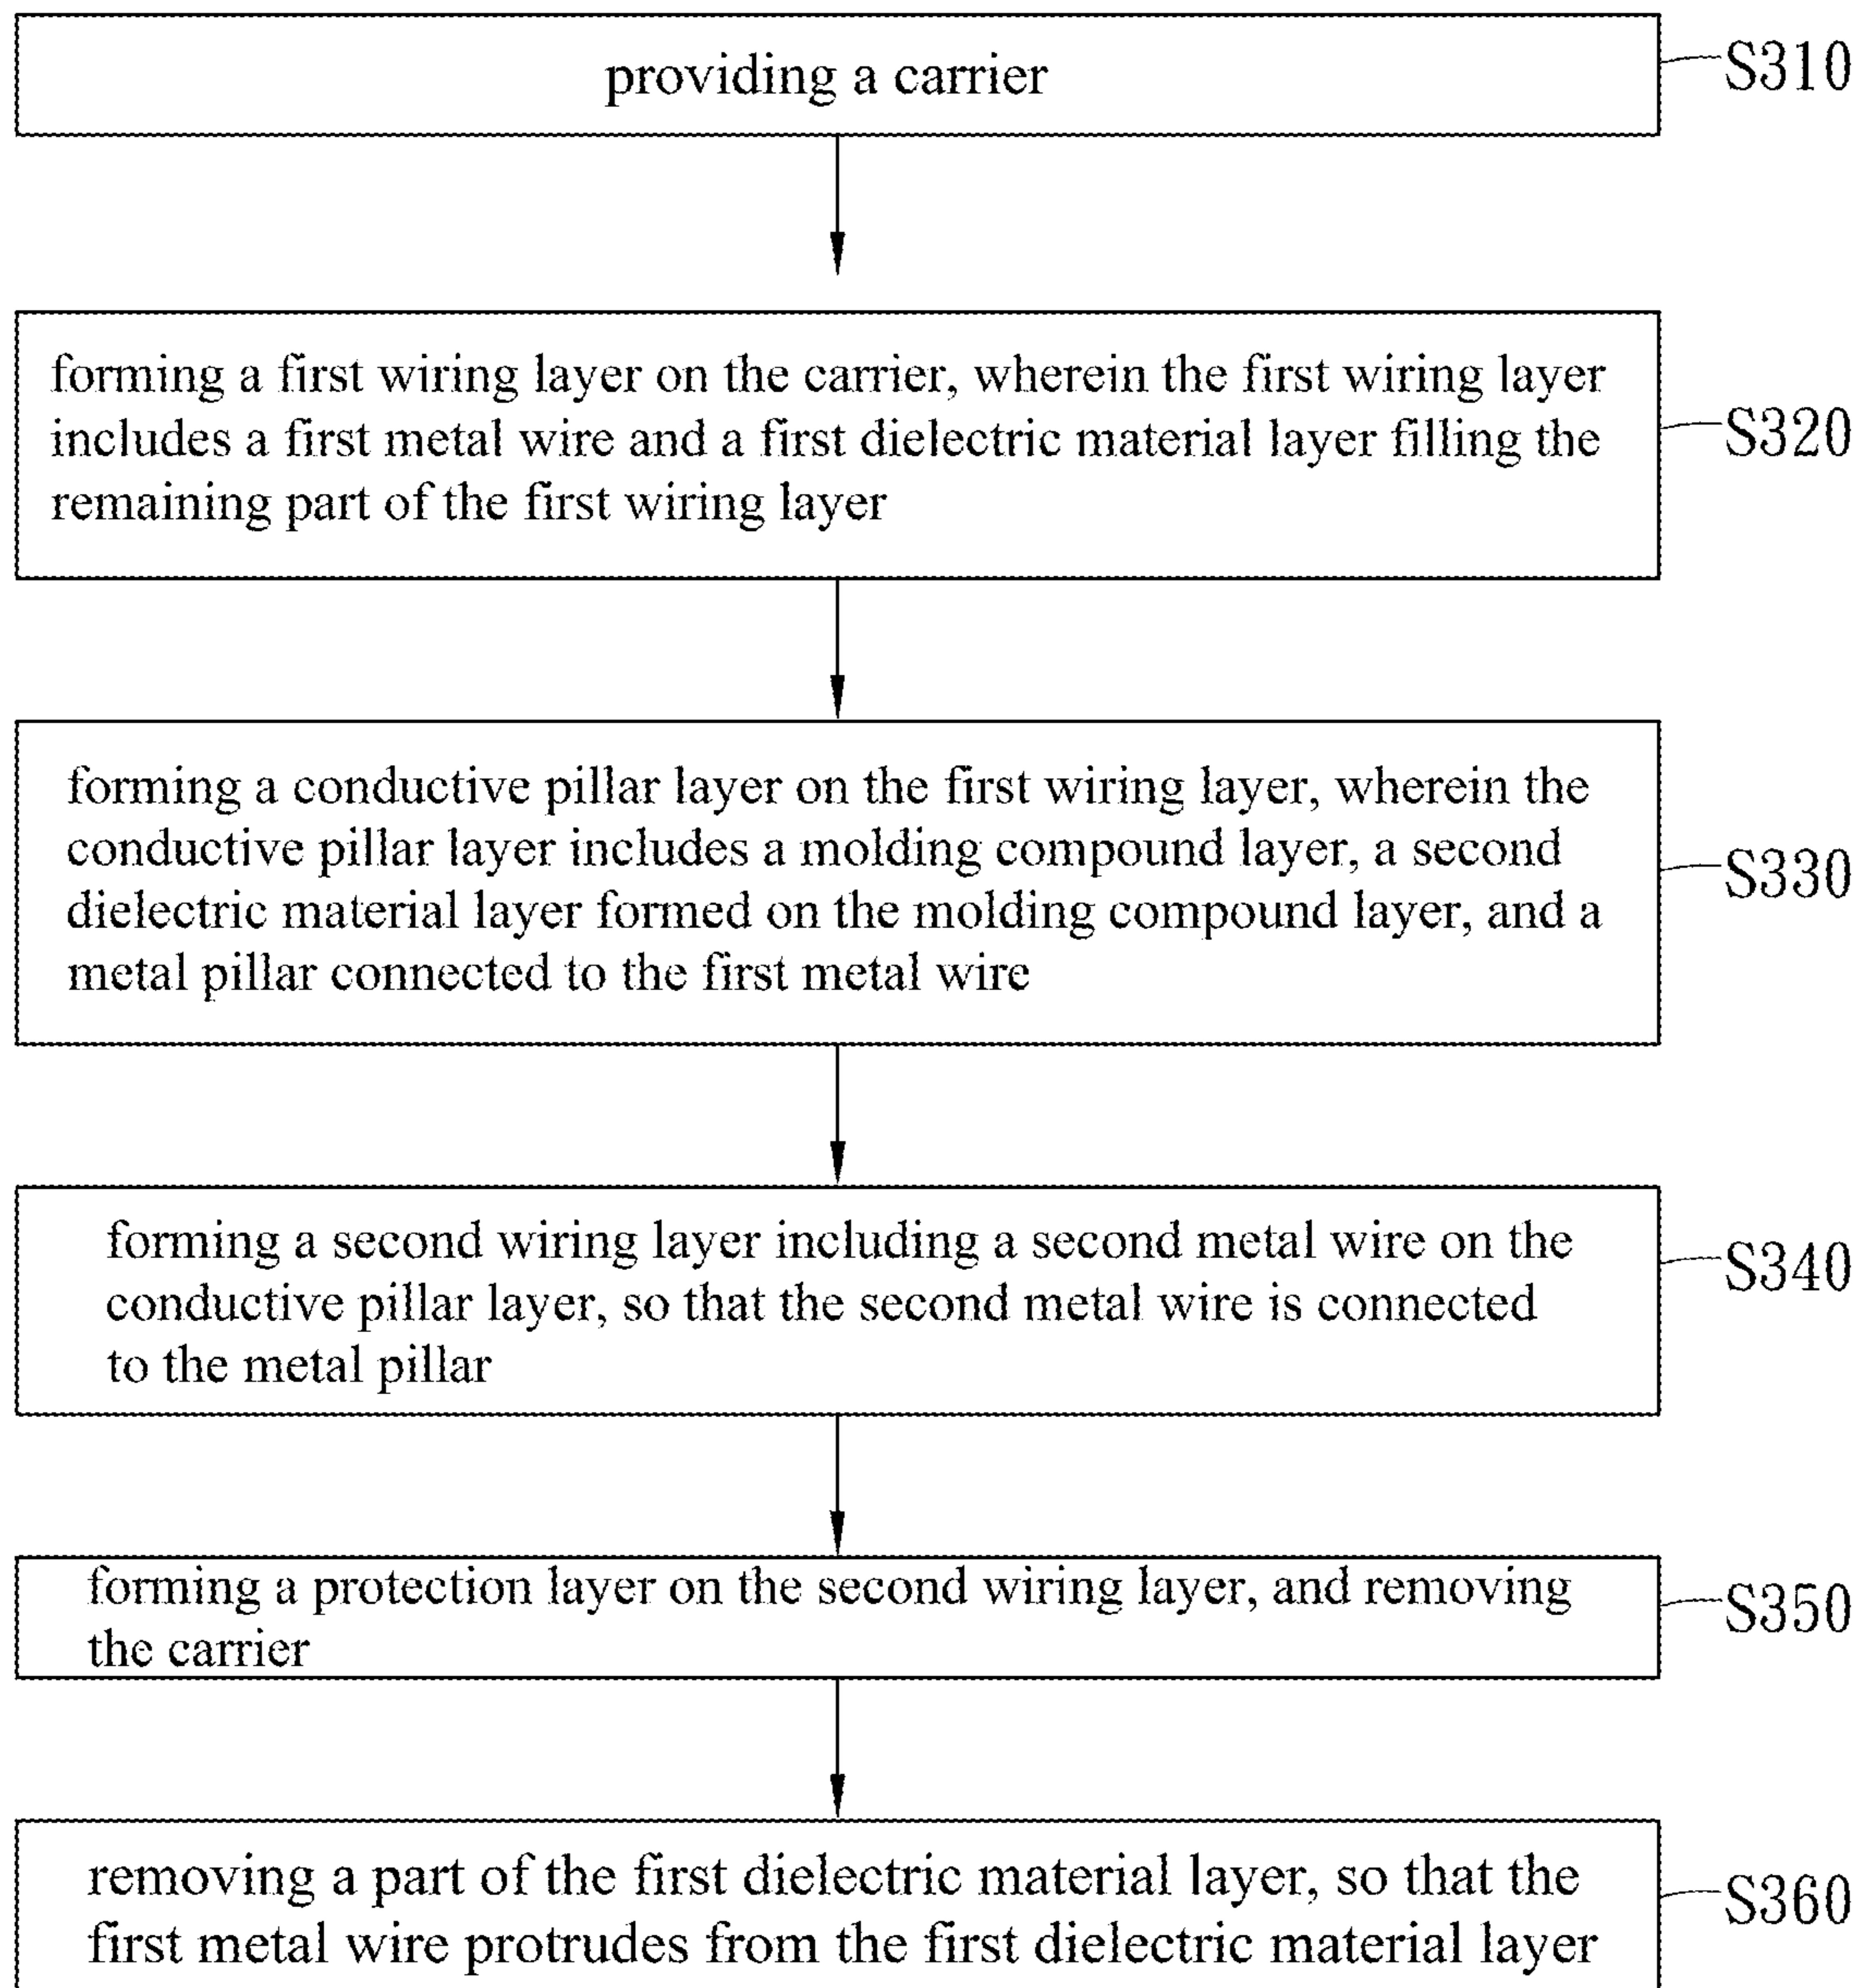 providing a carrier
S310
forming a first wiring layer on the carrier, wherein the first wiring layer
includes a first metal wire and a first dielectric material layer filling the
remaining part of the first wiring layer
S320
forming a conductive pillar layer on the first wiring layer, wherein the
conductive pillar layer includes a molding compound layer, a second
dielectric material layer formed on the molding compound layer, and a
metal pillar connected to the first metal wire
S330
forming a second wiring layer including a second metal wire on the
conductive pillar layer, so that the second metal wire is connected
to the metal pillar
S340
forming a protection layer on the second wiring layer, and removing
the carrier
S350
removing a part of the first dielectric material layer, so that the
first metal wire protrudes from the first dielectric material layer
S360